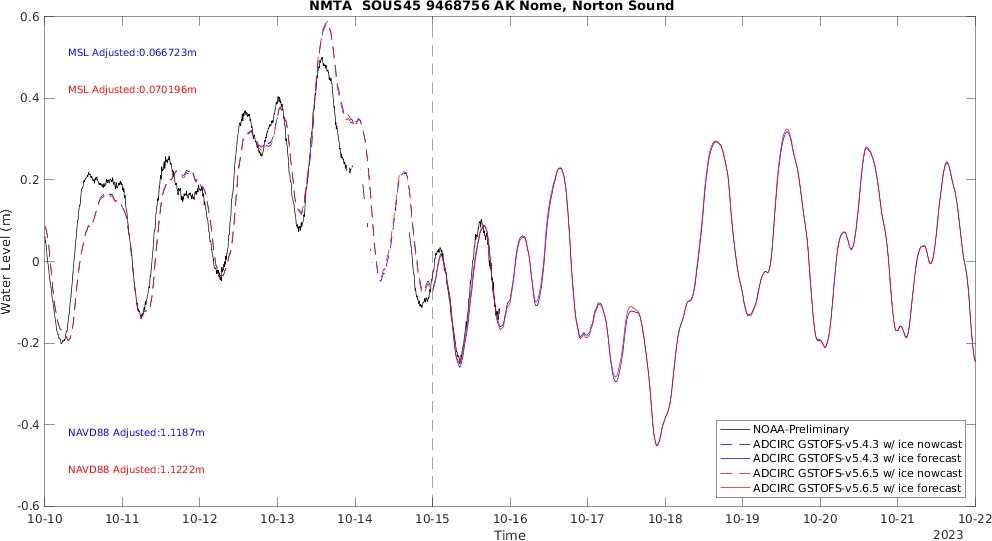 NMTA SOUS45 9468756 AK Nome, Norton Sound
0.6
0.4
0.2
0
-0.2
-0.4
-0.6
Water Level (m)
MSL Adjusted:0.066723m
MSL Adjusted:0.070196m
NAVD88 Adjusted:1.1187m
NAVD88 Adjusted:1.1222m
NOAA-Preliminary
ADCIRC GSTOFS-v5.4.3 w/ ice nowcast
ADCIRC GSTOFS-v5.4.3 w/ ice forecast
ADCIRC GSTOFS-v5.6.5 w/ ice nowcast
ADCIRC GSTOFS-v5.6.5 w/ ice forecast
10-10 10-11 10-12 10-13 10-14 10-15 10-16 10-17 10-18 10-19 10-20 10-21 10-22
Time
2023